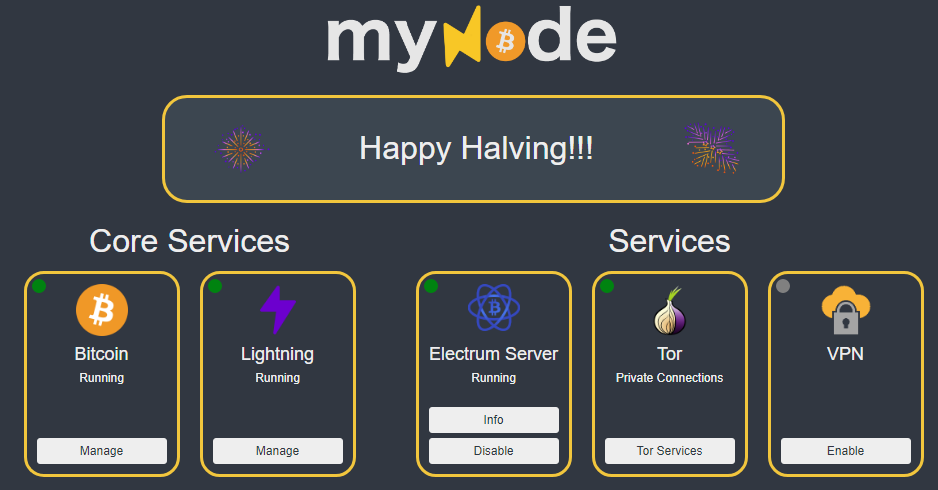 myNode
Happy Halving!!!
Core Services
Services
Bitcoin
Running
Manage
Lightning
Running
Manage
Electrum Server
Running
Info
Disable
Tor
Private Connections
Tor Services
VPN
Enable